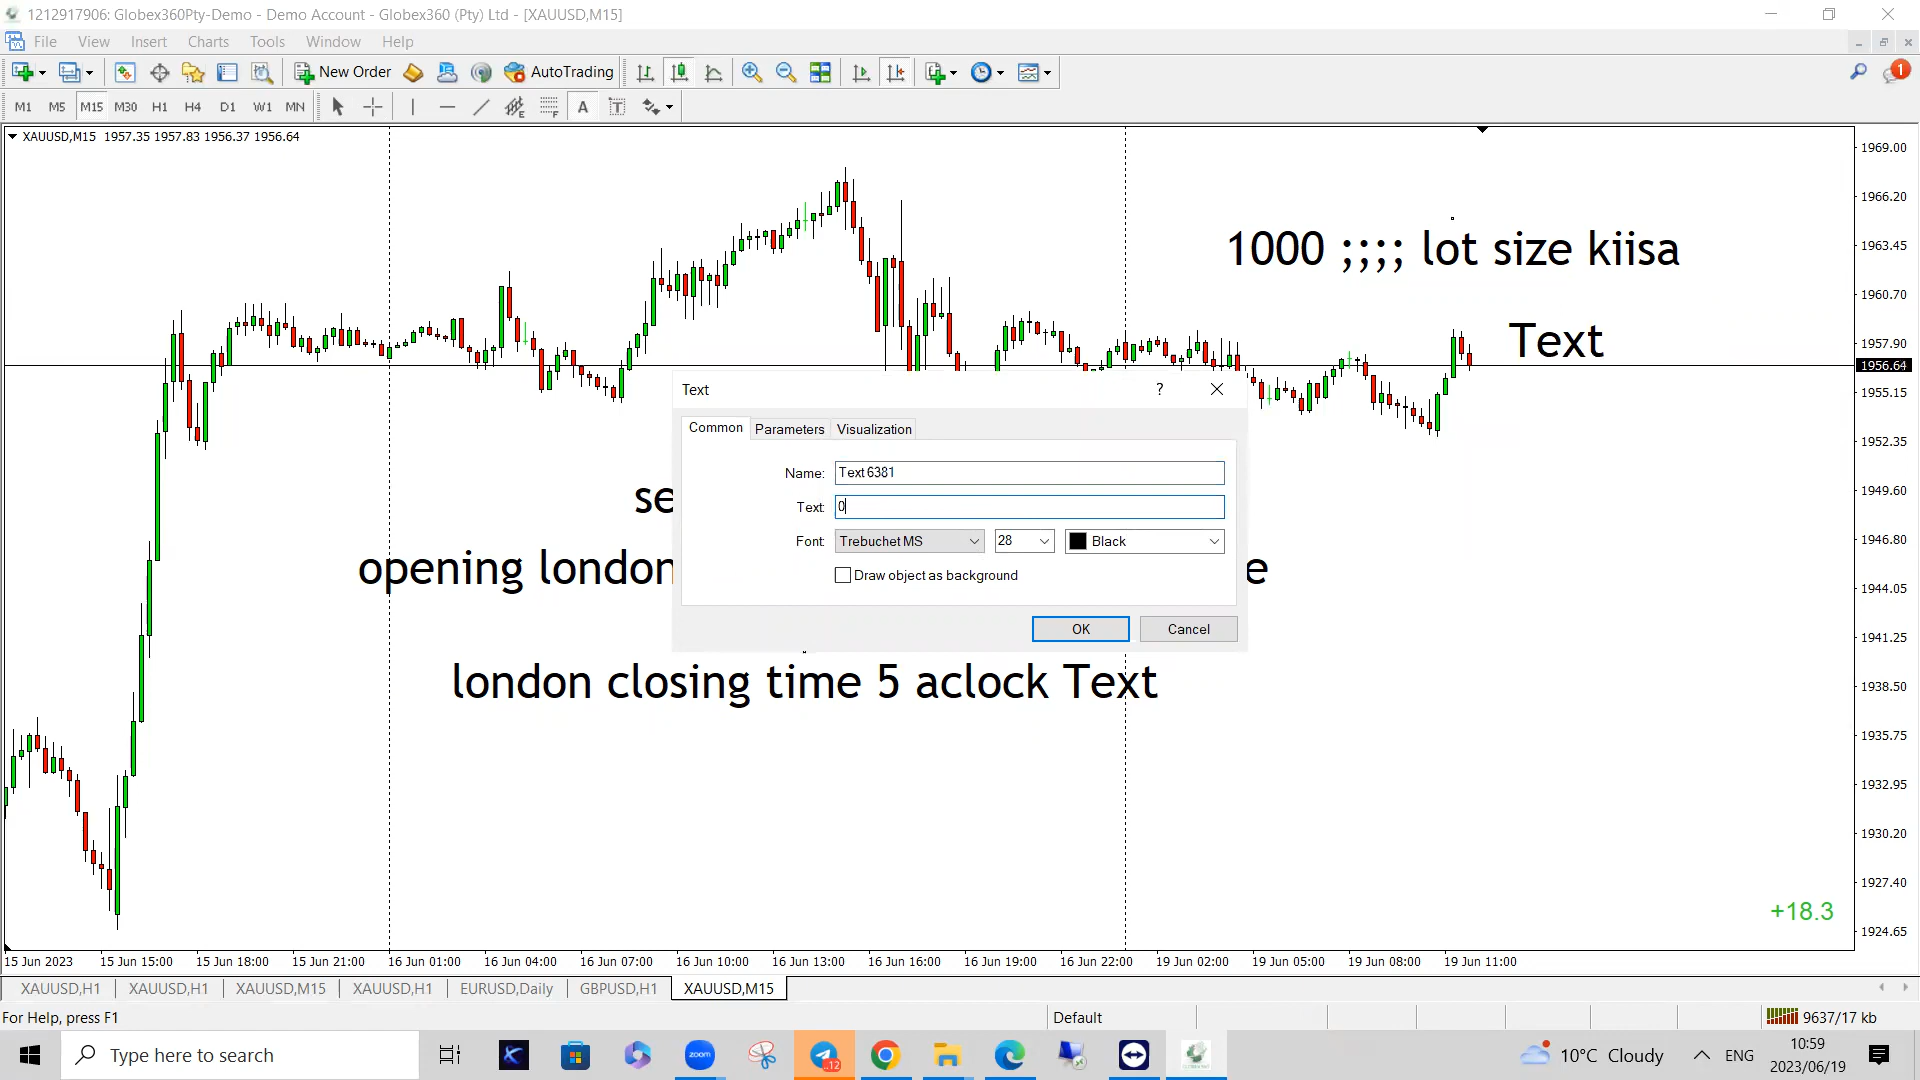 1212917906: Globex360Pty-Demo - Demo Account - Globex360 (Pty) Ltd - [XAUUSD,M15]
File View Insert Charts Tools Window Help
New Order AutoTrading 1
M1 M5 M15 M30 H1 H4 D1 W1 MN A T
XAUUSD,M15 1957.35 1957.83 1956.37 1956.64
1969.00
1966.20
1000 ;;;; lot size kiisa
1963.45
1960.70
Text
1957.90
1956.64
1955.15
Text ?
Common Parameters Visualization
1952.35
Name: Text 6381
1949.60
se
Text: 0
Font: Trebuchet MS 28 Black
1946.80
opening london
e
Draw object as background
1944.05
OK Cancel
1941.25
london closing time 5 aclock Text
1938.50
1935.75
1932.95
1930.20
1927.40
+18.3
1924.65
15 Jun 2023 15 Jun 15:00 15 Jun 18:00 15 Jun 21:00 16 Jun 01:00 16 Jun 04:00 16 Jun 07:00 16 Jun 10:00 16 Jun 13:00 16 Jun 16:00 16 Jun 19:00 16 Jun 22:00 19 Jun 02:00 19 Jun 05:00 19 Jun 08:00 19 Jun 11:00
XAUUSD,H1 XAUUSD,H1 XAUUSD,M15 XAUUSD,H1 EURUSD,Daily GBPUSD,H1 XAUUSD,M15
For Help, press F1 Default 9637/17 kb
Type here to search zoom 12 10°C Cloudy ENG 10:59
2023/06/19